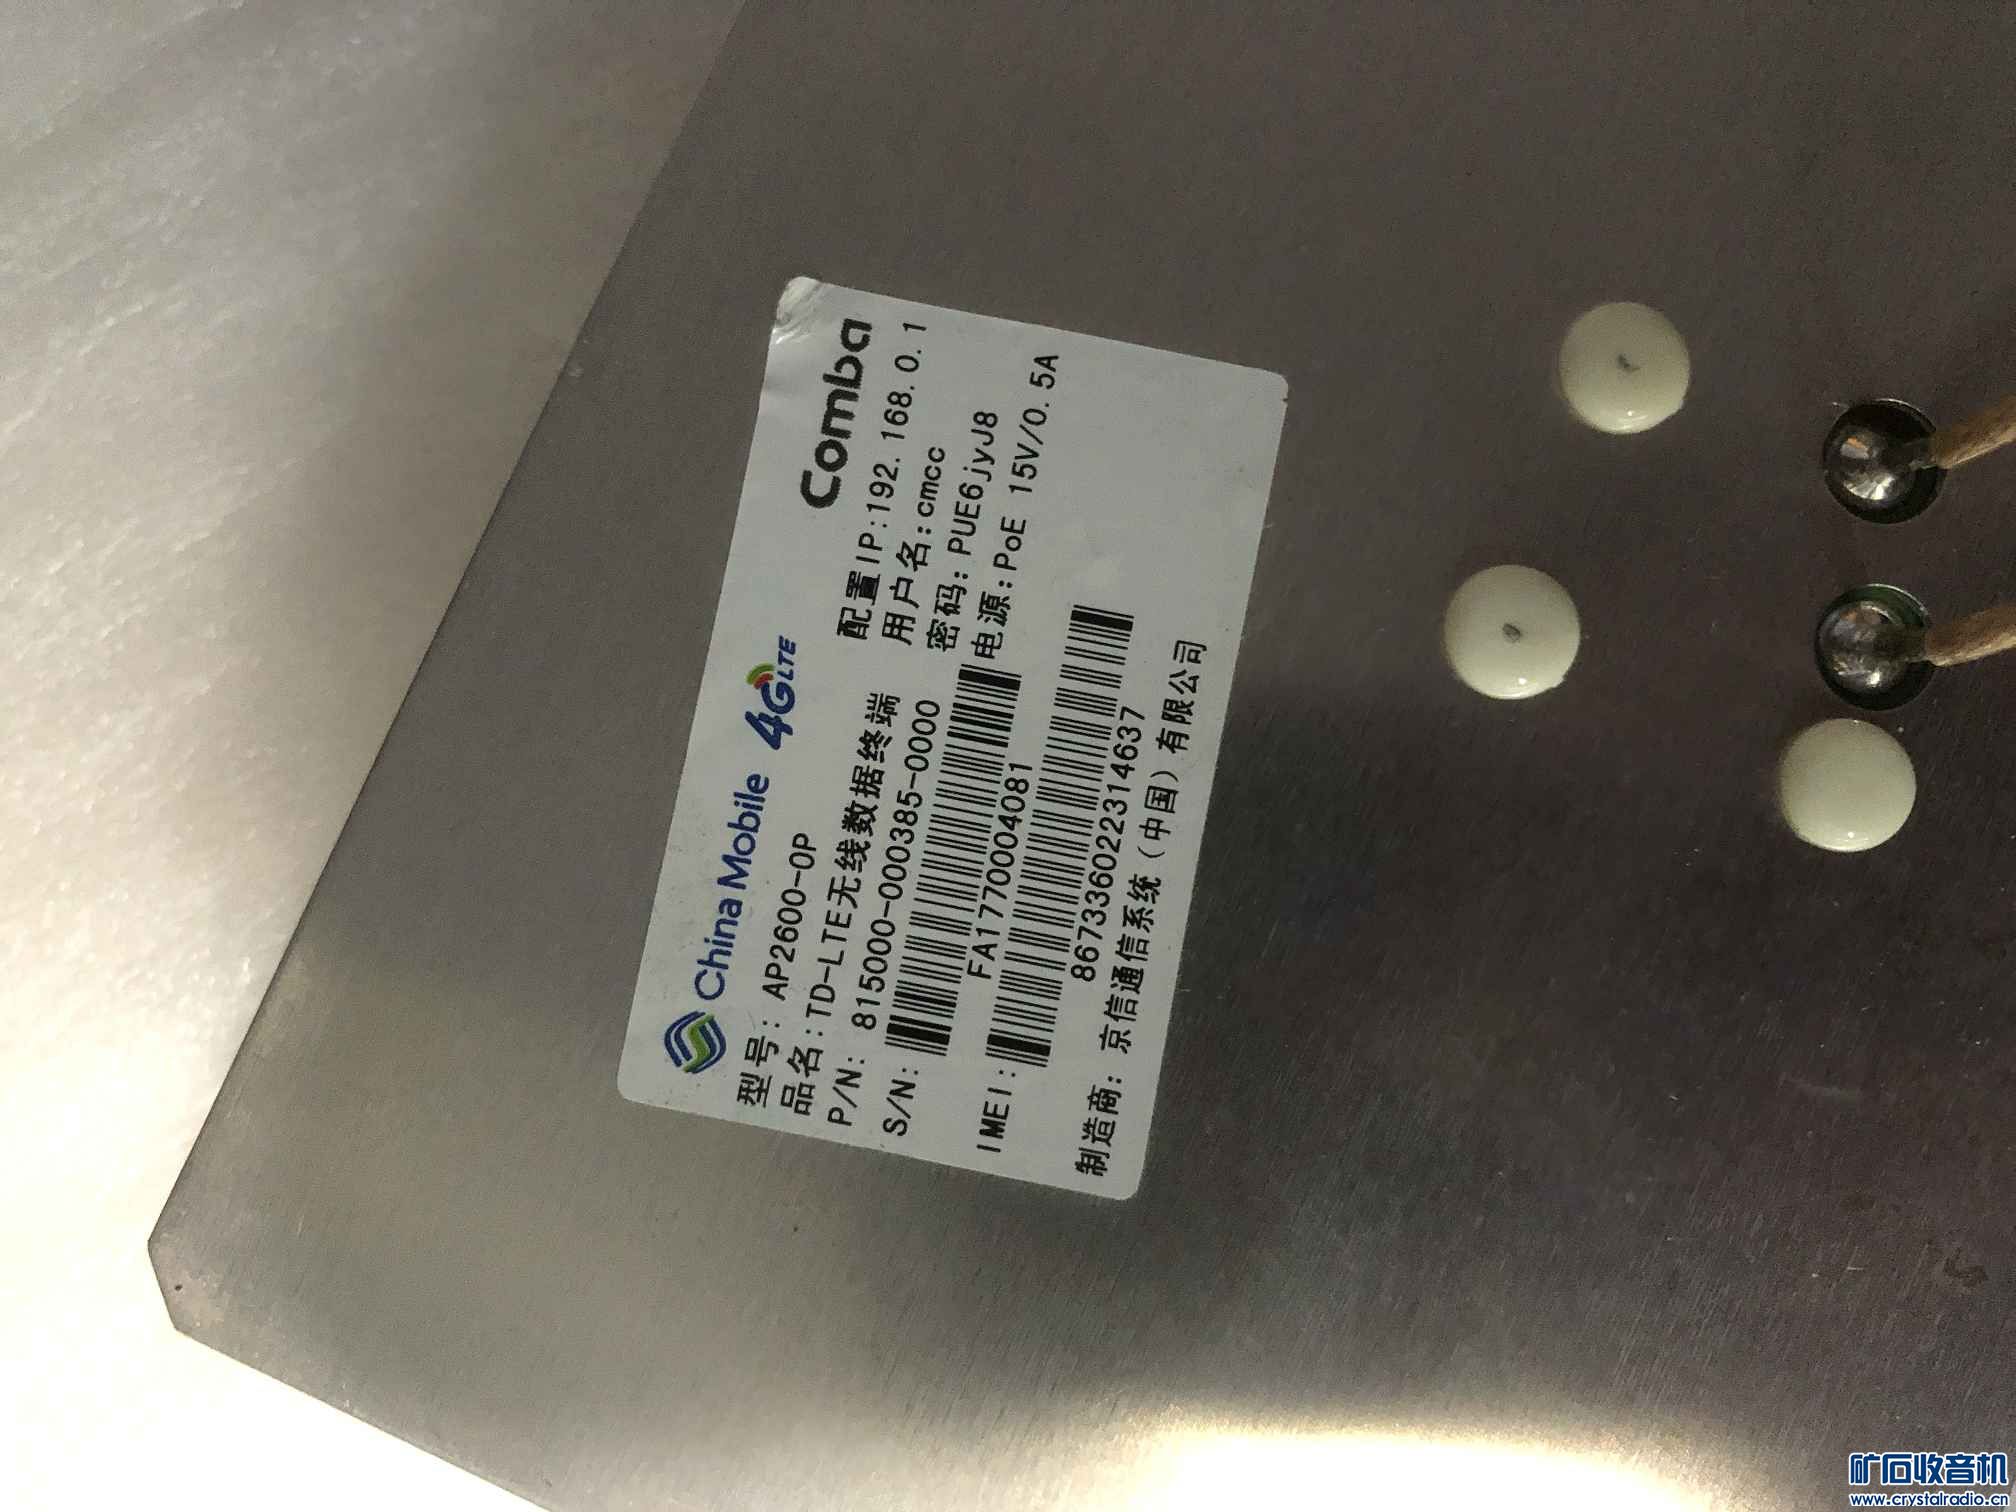 China Mobile 4G LTE
Comba
型号: AP2600-OP
配置IP:192.168.0.1
品名:TD-LTE无线数据终端
用户名:cmcc
P/N: 815000-000385-0000
密码: PUE6jyJ8
S/N:
电源:PoE 15V/0.5A
FA1770004081
IMEI:
867336022314637
制造商: 京信通信系统(中国)有限公司
矿石收音机
www.crystalradio.cn